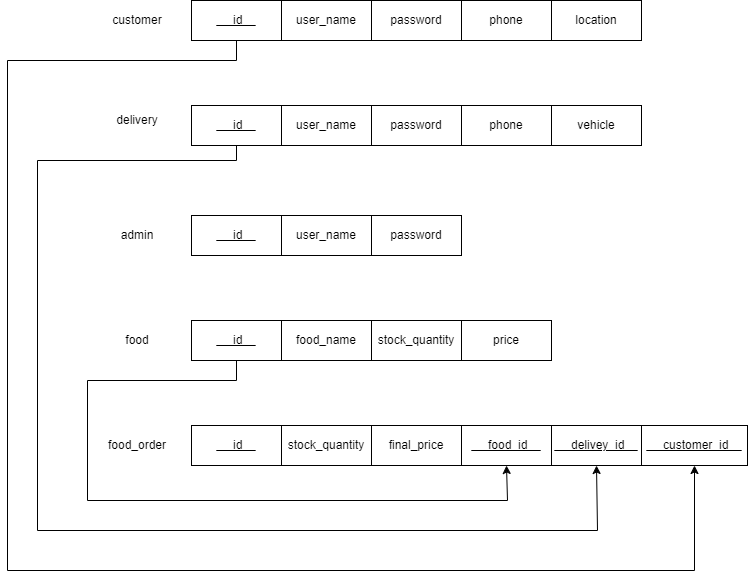 customer id user_name password phone location
delivery id user_name password phone vehicle
admin id user_name password
food id food_name stock_quantity price
food_order id stock_quantity final_price food_id delivey_id customer_id